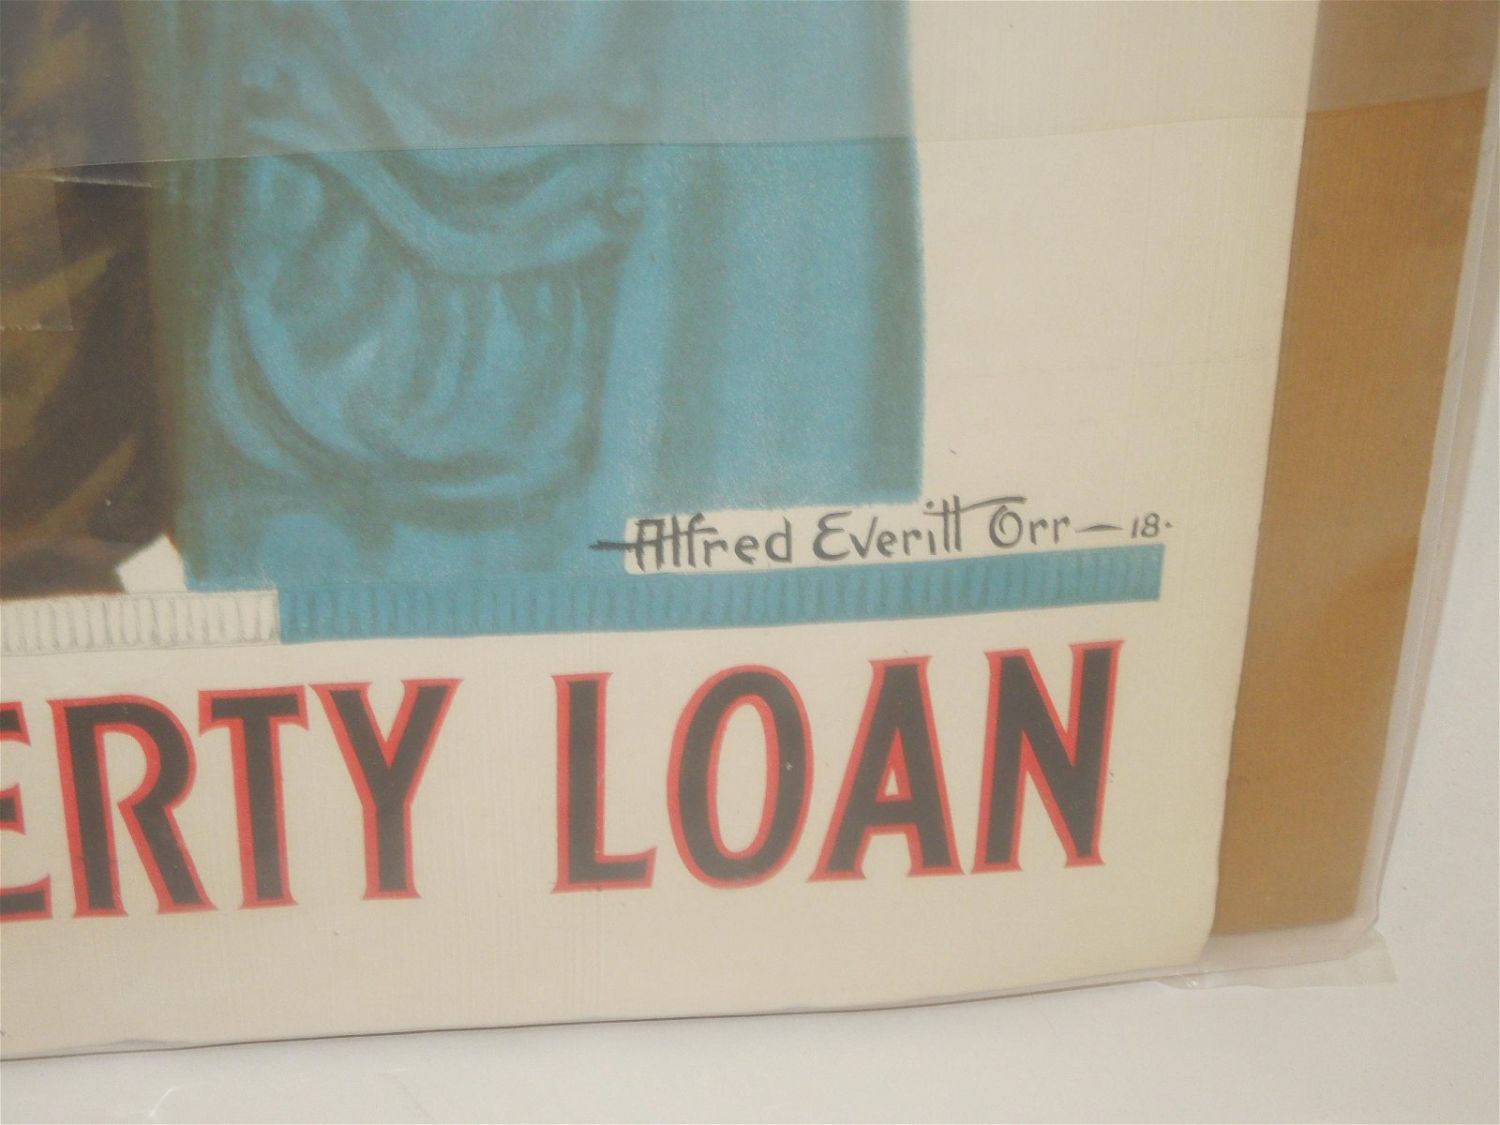 Alfred Everitt Orr—18.
ERTY LOAN